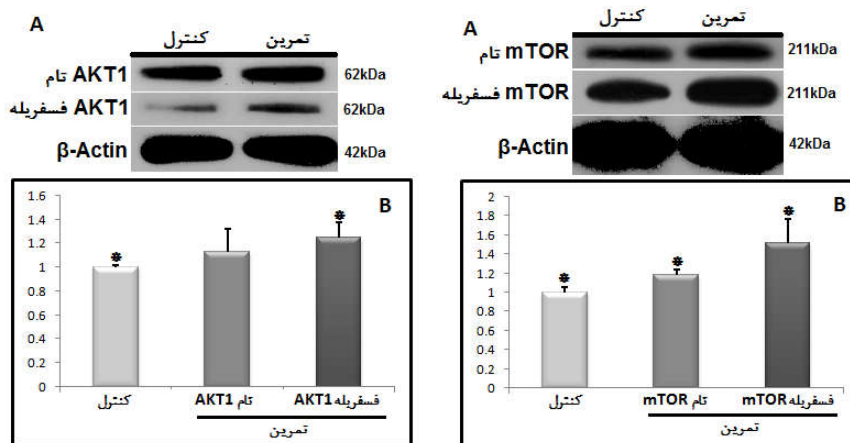 A
کنترل تمرین
AKT1 تام 62kDa
AKT1 فسفریله 62kDa
β-Actin 42kDa
B
1.6
1.4
1.2
1
0.8
0.6
0.4
0.2
0
کنترل
AKT1 تام
AKT1 فسفریله
تمرین
A
کنترل تمرین
mTOR تام 211kDa
mTOR فسفریله 211kDa
β-Actin 42kDa
B
2
1.8
1.6
1.4
1.2
1
0.8
0.6
0.4
0.2
0
کنترل
mTOR تام
mTOR فسفریله
تمرین